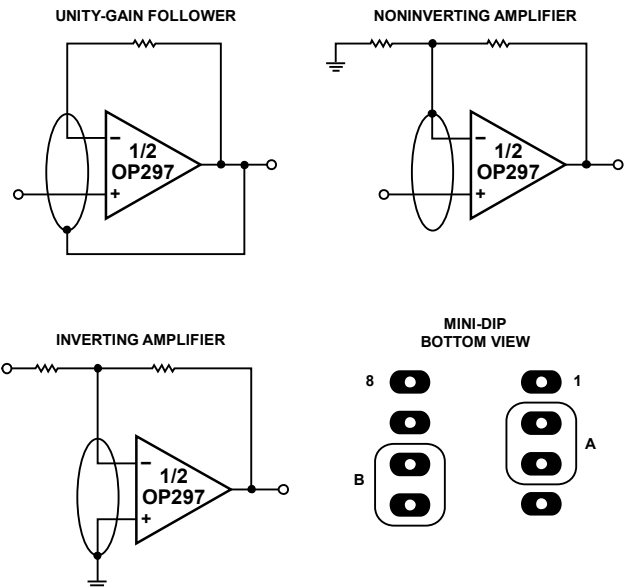 UNITY-GAIN FOLLOWER
−
1/2
OP297
+
NONINVERTING AMPLIFIER
−
1/2
OP297
+
INVERTING AMPLIFIER
−
1/2
OP297
+
MINI-DIP
BOTTOM VIEW
8
1
A
B